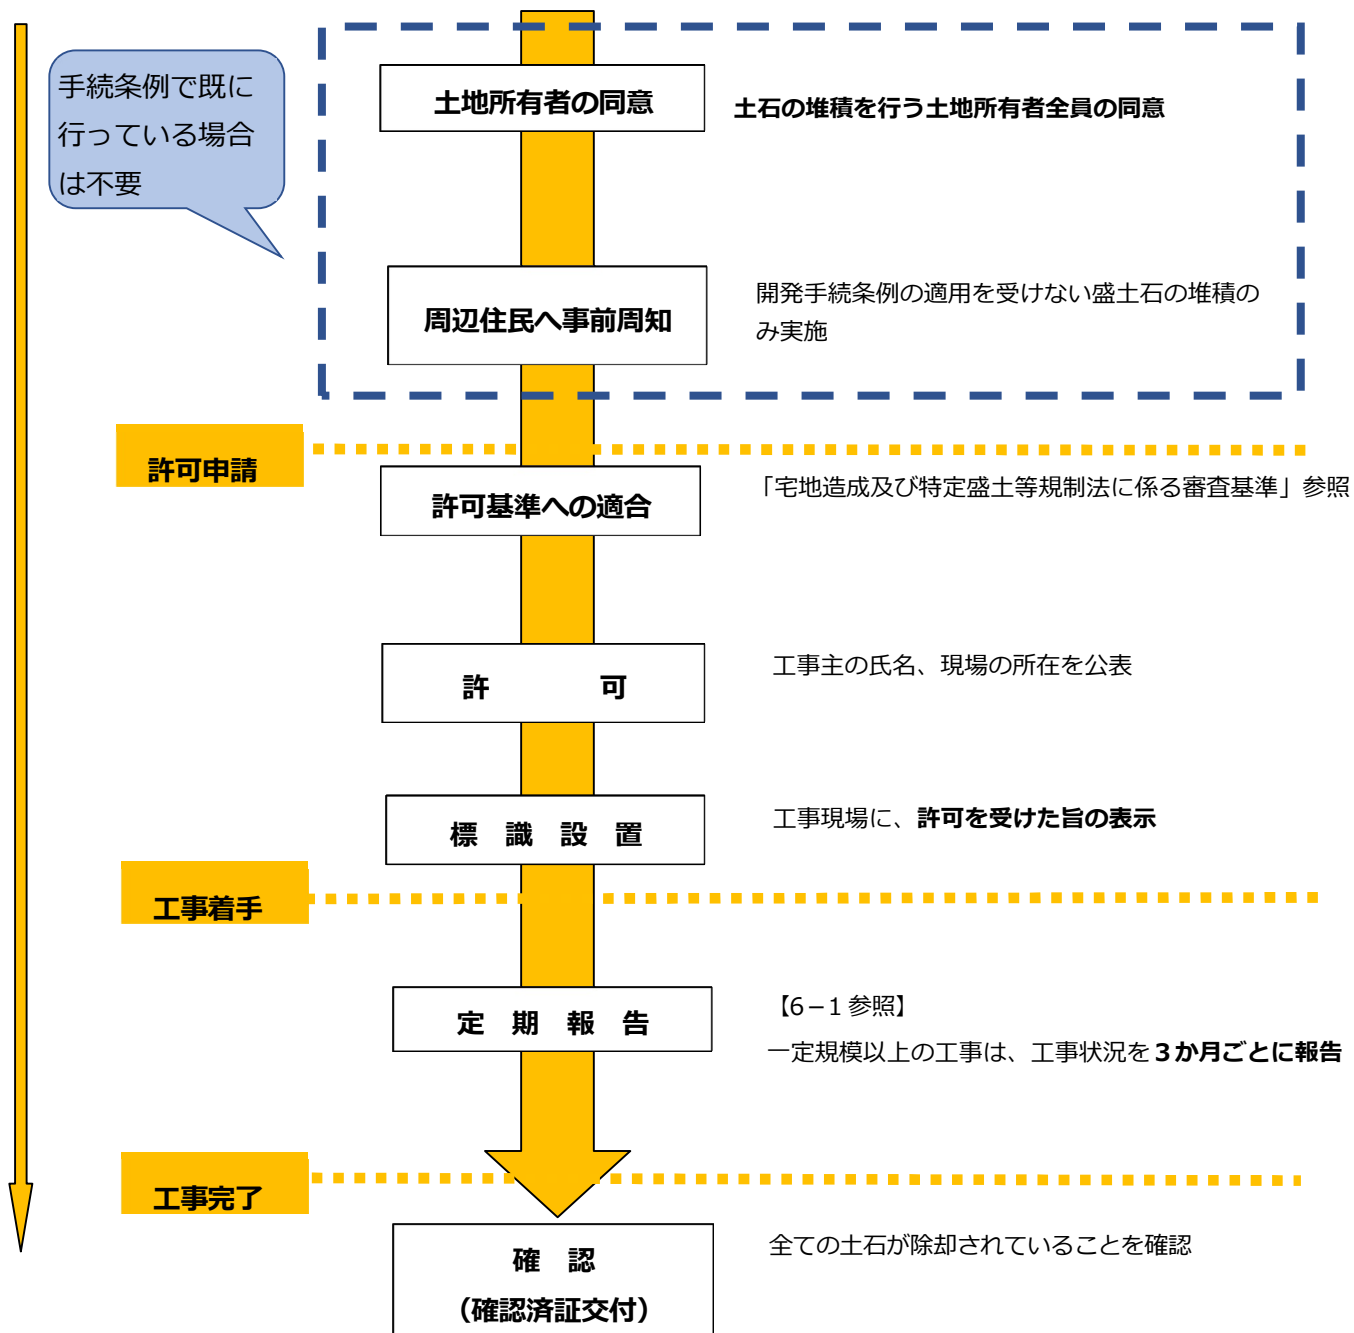 手続条例で既に
行っている場合
は不要
土地所有者の同意
土石の堆積を行う土地所有者全員の同意
周辺住民へ事前周知
開発手続条例の適用を受けない盛土石の堆積の
み実施
許可申請
許可基準への適合
「宅地造成及び特定盛土等規制法に係る審査基準」参照
許　　　可
工事主の氏名、現場の所在を公表
標　識　設　置
工事現場に、許可を受けた旨の表示
工事着手
定　期　報　告
【6－1 参照】
一定規模以上の工事は、工事状況を３か月ごとに報告
工事完了
確　認
（確認済証交付）
全ての土石が除却されていることを確認